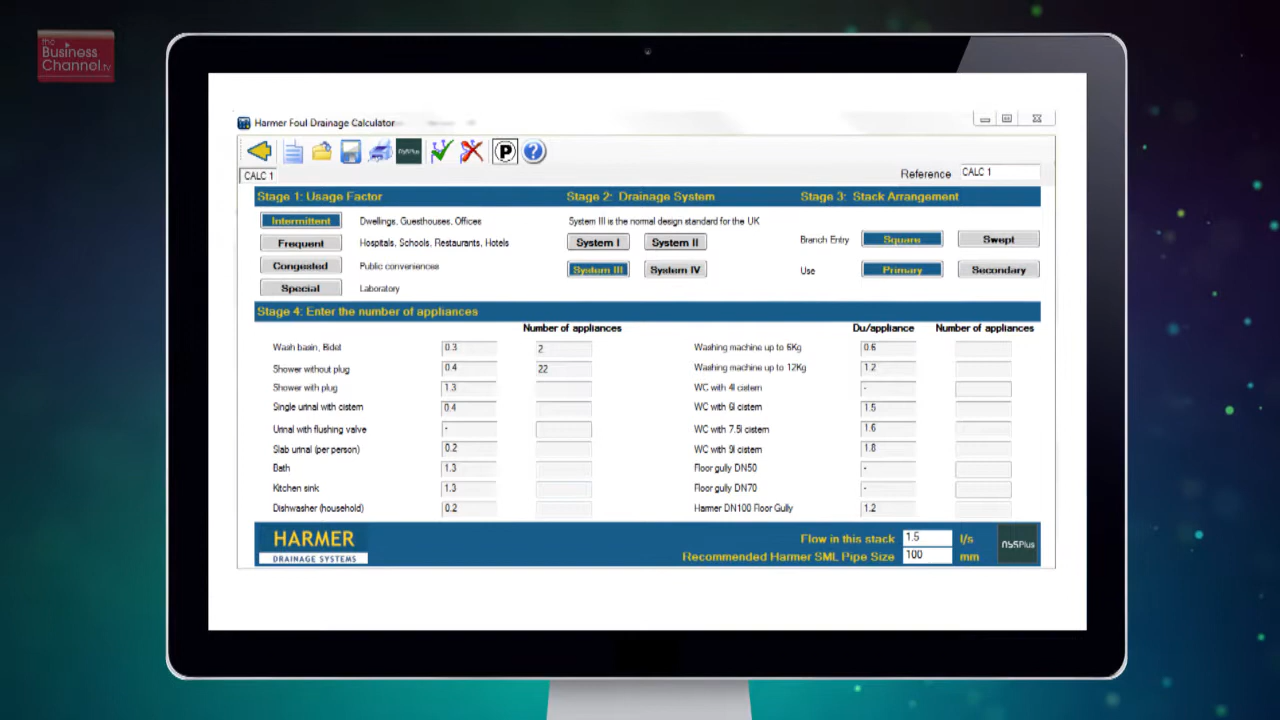 the
Business
Channel.tv
Harmer Foul Drainage Calculator
NBSPlus
P
?
CALC 1
Reference CALC 1
Stage 1: Usage Factor
Intermittent Dwellings, Guesthouses, Offices
Frequent Hospitals, Schools, Restaurants, Hotels
Congested Public conveniences
Special Laboratory
Stage 2: Drainage System
System III is the normal design standard for the UK
System I System II
System III System IV
Stage 3: Stack Arrangement
Branch Entry Square Swept
Use Primary Secondary
Stage 4: Enter the number of appliances
Number of appliances
Wash basin, Bidet 0.3 2
Shower without plug 0.4 22
Shower with plug 1.3
Single urinal with cistern 0.4
Urinal with flushing valve -
Slab urinal (per person) 0.2
Bath 1.3
Kitchen sink 1.3
Dishwasher (household) 0.2
Du/appliance Number of appliances
Washing machine up to 6Kg 0.6
Washing machine up to 12Kg 1.2
WC with 4l cistern -
WC with 6l cistern 1.5
WC with 7.5l cistern 1.6
WC with 9l cistern 1.8
Floor gully DN50 -
Floor gully DN70 -
Harmer DN100 Floor Gully 1.2
HARMER
DRAINAGE SYSTEMS
Flow in this stack 1.5 l/s
Recommended Harmer SML Pipe Size 100 mm
NBSPlus